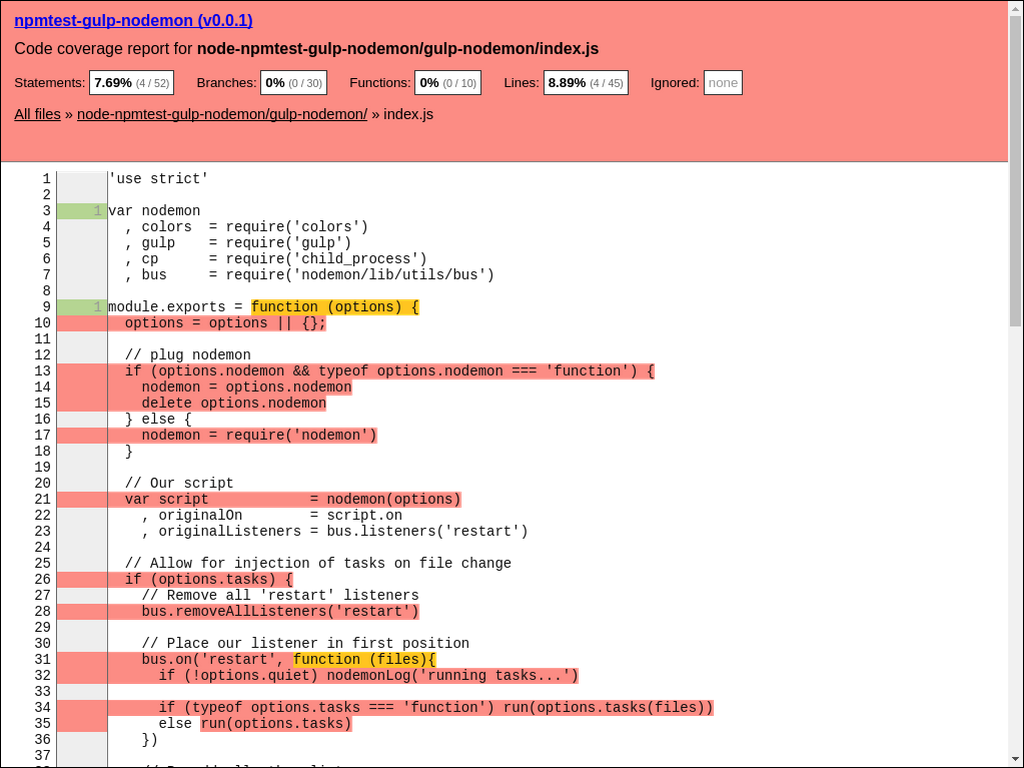 npmtest-gulp-nodemon (v0.0.1)
Code coverage report for node-npmtest-gulp-nodemon/gulp-nodemon/index.js
Statements: 7.69% (4 / 52) Branches: 0% (0 / 30) Functions: 0% (0 / 10) Lines: 8.89% (4 / 45) Ignored: none
All files » node-npmtest-gulp-nodemon/gulp-nodemon/ » index.js
1 'use strict'
2
3 1 var nodemon
4 , colors  = require('colors')
5 , gulp    = require('gulp')
6 , cp      = require('child_process')
7 , bus     = require('nodemon/lib/utils/bus')
8
9 1 module.exports = function (options) {
10 options = options || {};
11
12 // plug nodemon
13 if (options.nodemon && typeof options.nodemon === 'function') {
14 nodemon = options.nodemon
15 delete options.nodemon
16 } else {
17 nodemon = require('nodemon')
18 }
19
20 // Our script
21 var script            = nodemon(options)
22 , originalOn        = script.on
23 , originalListeners = bus.listeners('restart')
24
25 // Allow for injection of tasks on file change
26 if (options.tasks) {
27 // Remove all 'restart' listeners
28 bus.removeAllListeners('restart')
29
30 // Place our listener in first position
31 bus.on('restart', function (files){
32 if (!options.quiet) nodemonLog('running tasks...')
33
34 if (typeof options.tasks === 'function') run(options.tasks(files))
35 else run(options.tasks)
36 })
37